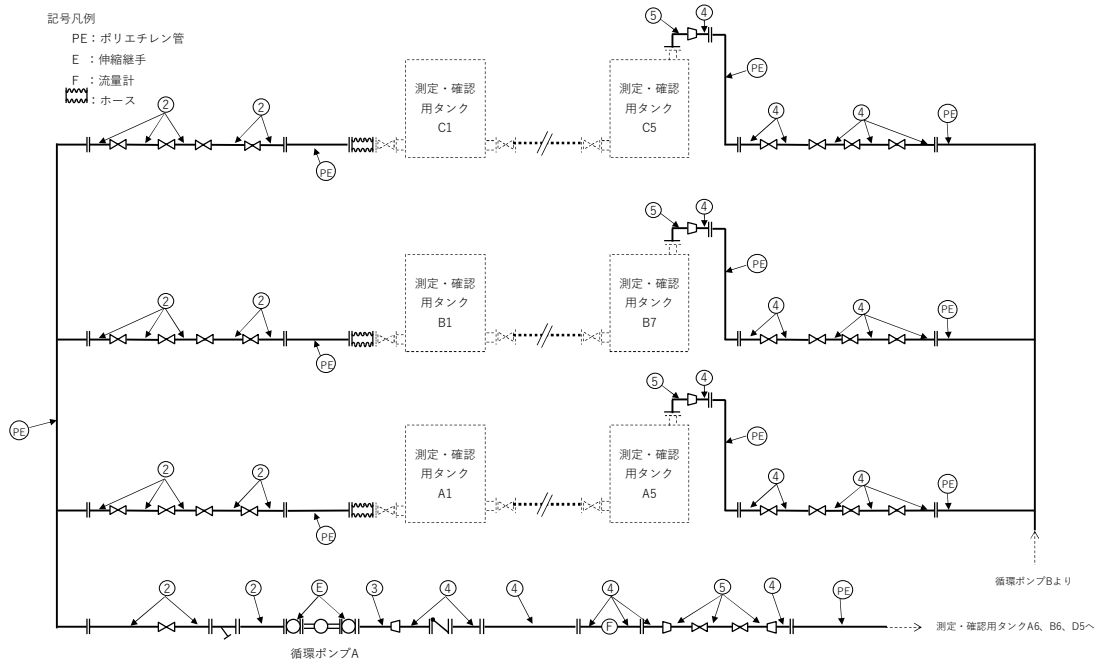 記号凡例
PE：ポリエチレン管
E ：伸縮継手
F ：流量計
：ホース
5 4
測定・確認
用タンク
C1
測定・確認
用タンク
C5
PE
2 2 4 4 PE
PE
5 4
測定・確認
用タンク
B1
測定・確認
用タンク
B7
PE
2 2 4 4 PE
PE
5 4
PE
測定・確認
用タンク
A1
測定・確認
用タンク
A5
PE
2 2 4 4 PE
PE
循環ポンプBより
2 2 E 3 4 4 4 5 4 PE
F
測定・確認用タンクA6、B6、D5へ
循環ポンプA